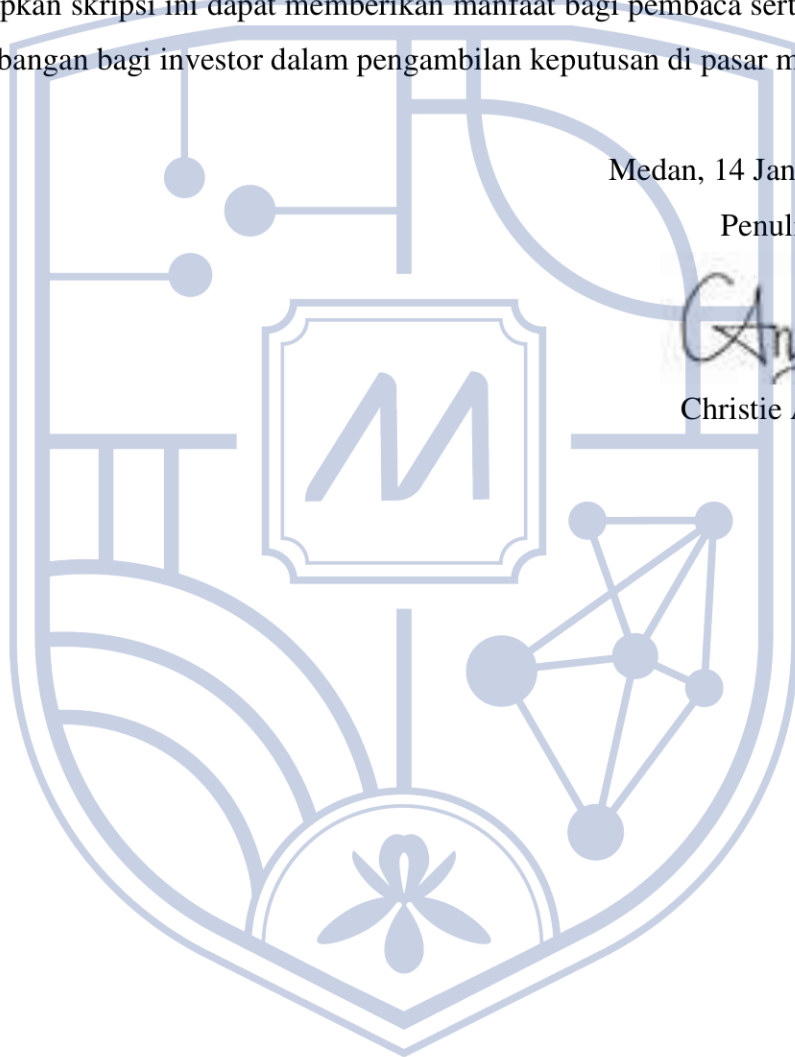 pkan skripsi ini dapat memberikan manfaat bagi pembaca sert
bangan bagi investor dalam pengambilan keputusan di pasar m
Medan, 14 Jan
Penuli
Christie
M